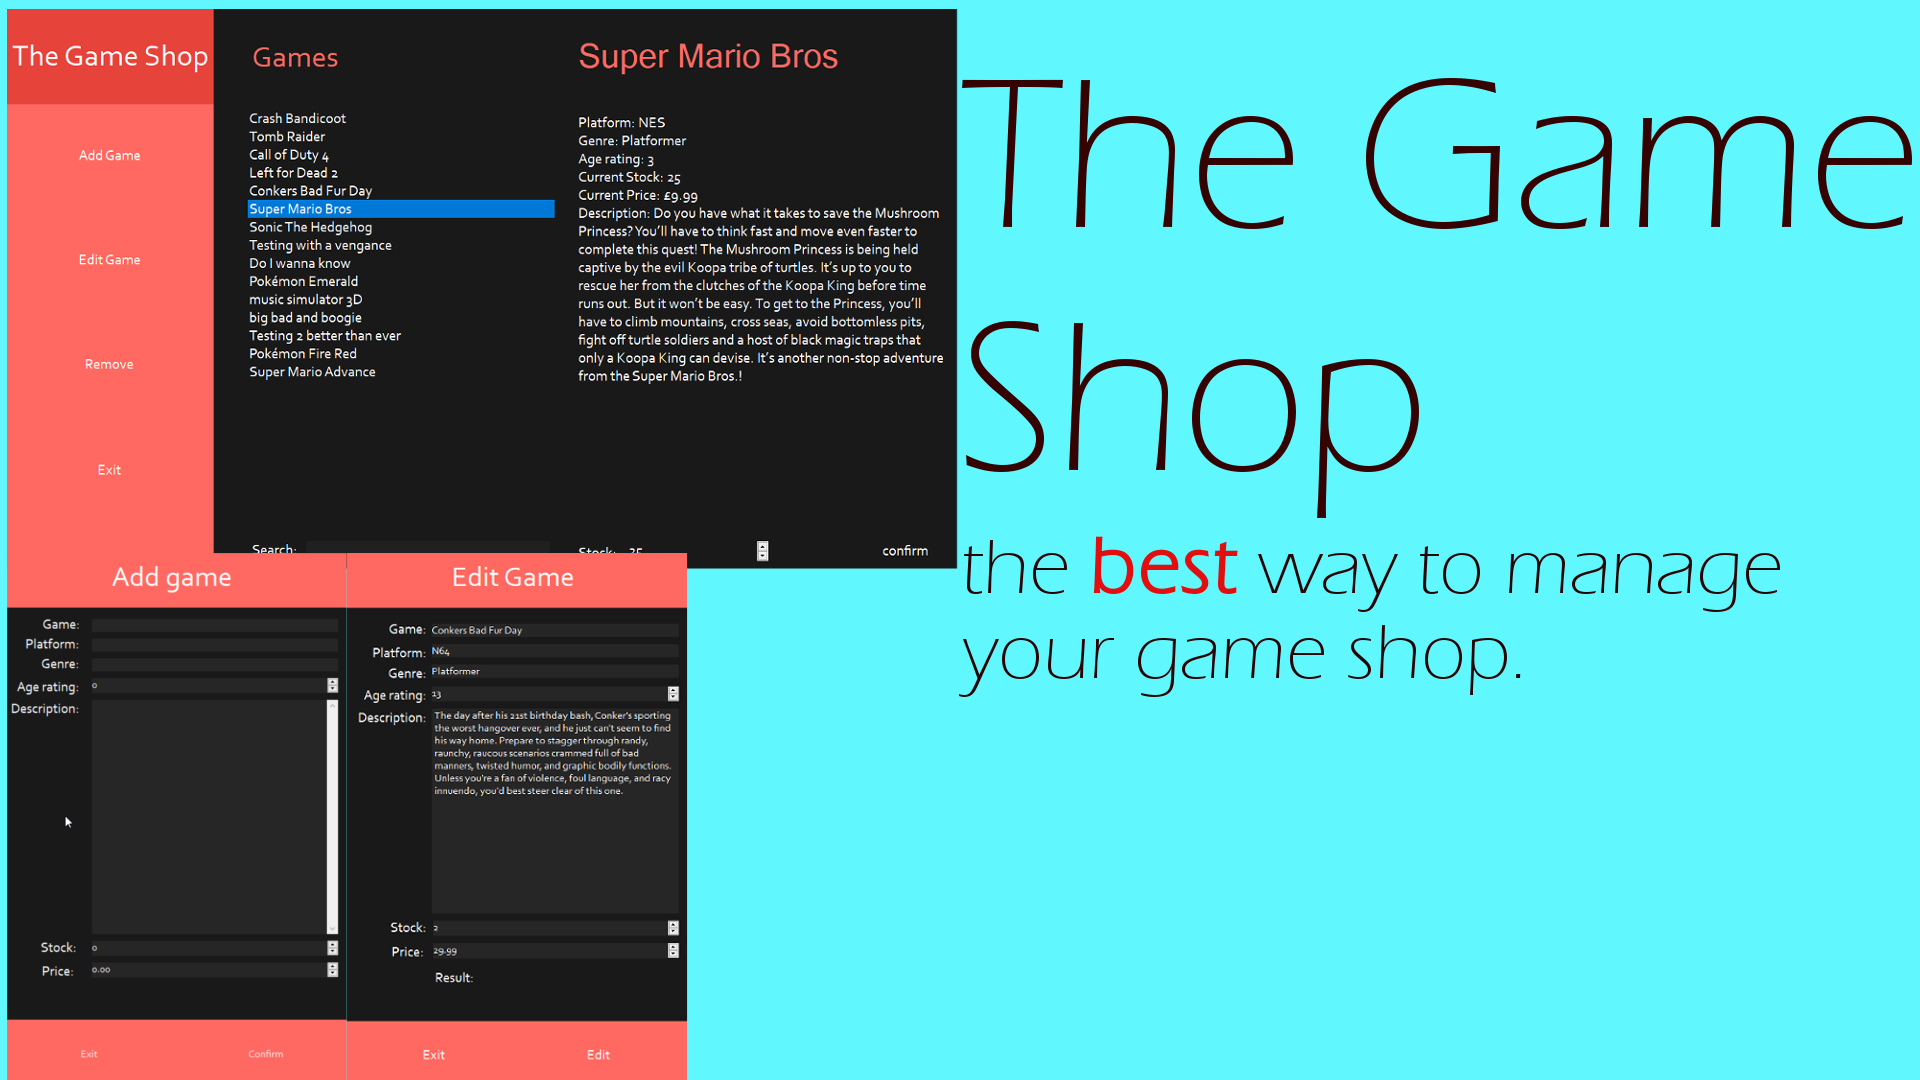 The Game Shop
Add Game
Edit Game
Remove
Exit
Games
Crash Bandicoot
Tomb Raider
Call of Duty 4
Left for Dead 2
Conkers Bad Fur Day
Super Mario Bros
Sonic The Hedgehog
Testing with a vengance
Do I wanna know
Pokémon Emerald
music simulator 3D
big bad and boogie
Testing 2 better than ever
Pokémon Fire Red
Super Mario Advance
Search:
Super Mario Bros
Platform: NES
Genre: Platformer
Age rating: 3
Current Stock: 25
Current Price: £9.99
Description: Do you have what it takes to save the Mushroom
Princess? You'll have to think fast and move even faster to
complete this quest! The Mushroom Princess is being held
captive by the evil Koopa tribe of turtles. It's up to you to
rescue her from the clutches of the Koopa King before time
runs out. But it won't be easy. To get to the Princess, you'll
have to climb mountains, cross seas, avoid bottomless pits,
fight off turtle soldiers and a host of black magic traps that
only a Koopa King can devise. It's another non-stop adventure
from the Super Mario Bros.!
Stock: 25
confirm
The Game
Shop
the best way to manage
your game shop.
Add game
Game:
Platform:
Genre:
Age rating: 0
Description:
Stock: 0
Price: 0.00
Exit
Confirm
Edit Game
Game: Conkers Bad Fur Day
Platform: N64
Genre: Platformer
Age rating: 13
Description: The day after his 21st birthday bash, Conker's sporting
the worst hangover ever, and he just can't seem to find
his way home. Prepare to stagger through randy,
raunchy, raucous scenarios crammed full of bad
manners, twisted humor, and graphic bodily functions.
Unless you're a fan of violence, foul language, and racy
innuendo, you'd best steer clear of this one.
Stock: 2
Price: 29.99
Result:
Exit
Edit